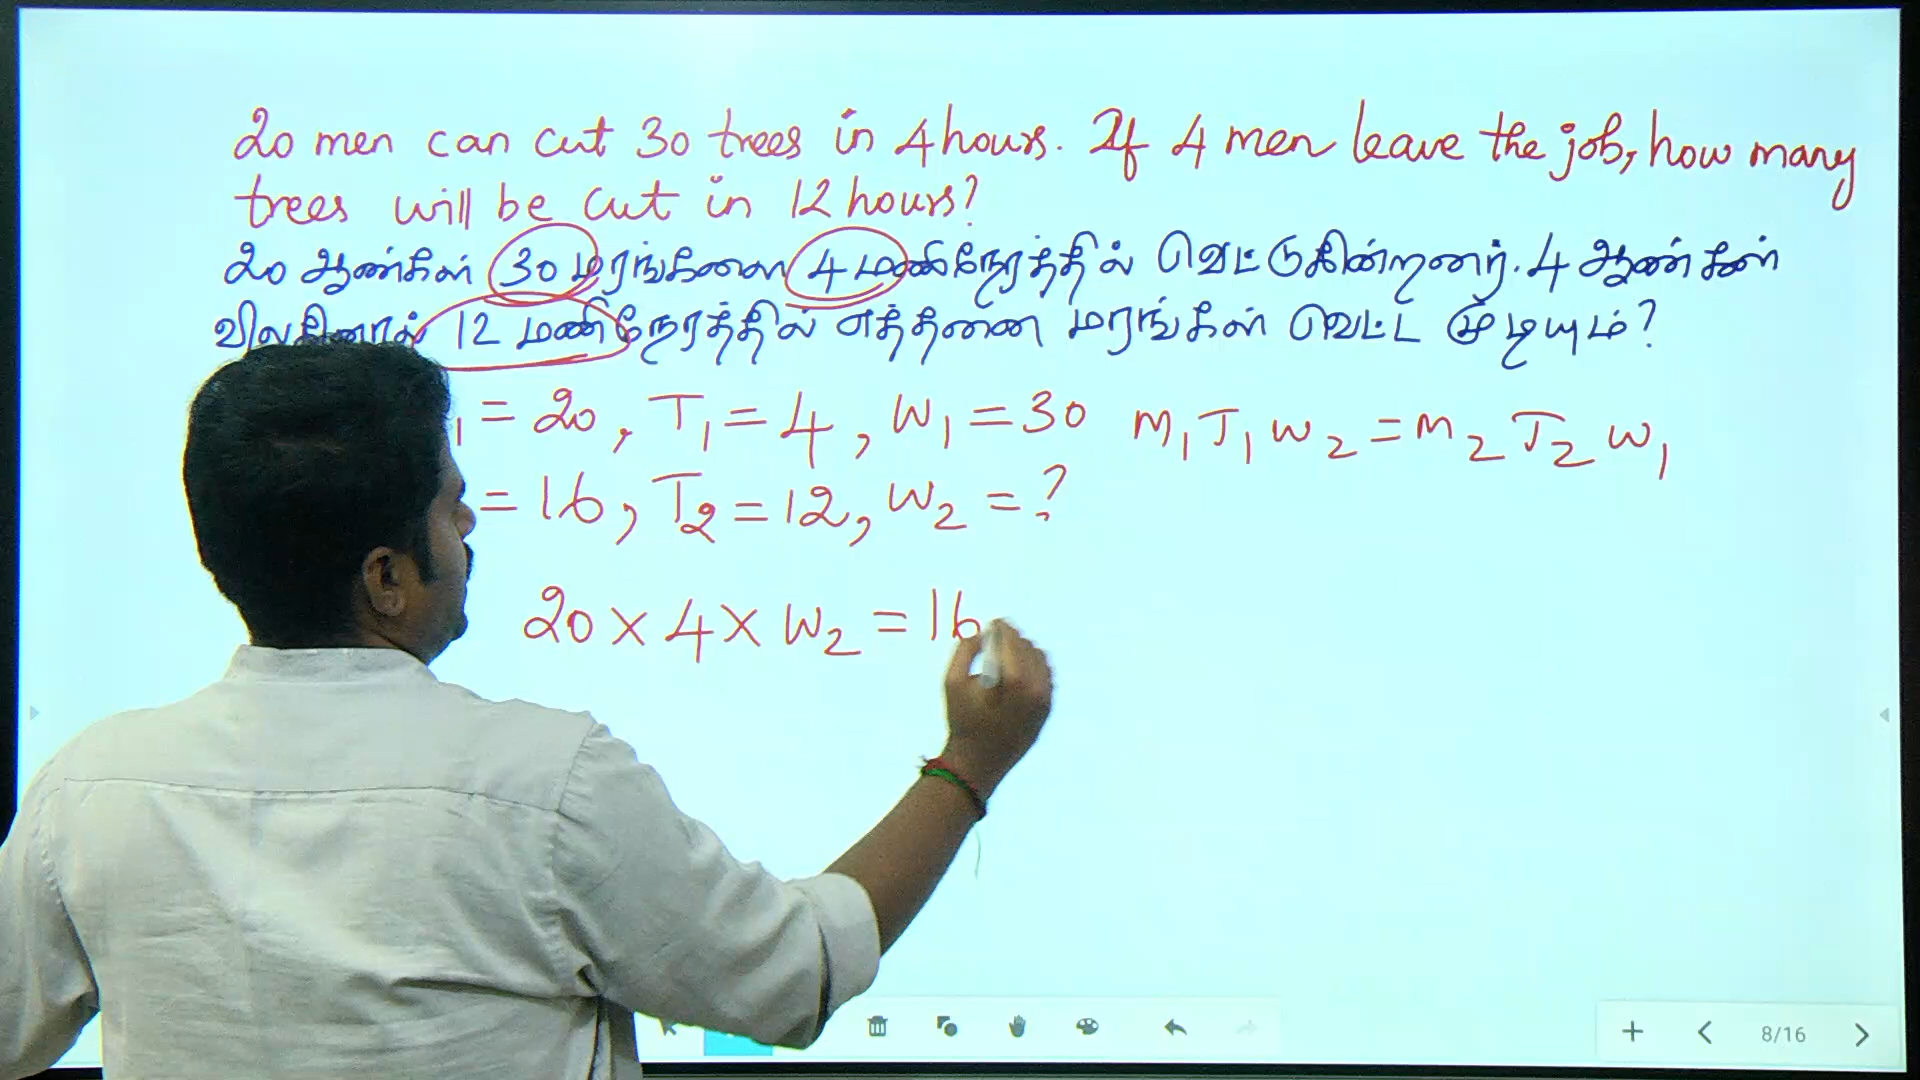 20 men can cut 30 trees in 4 hours. If 4 men leave the job, how many
trees will be cut in 12 hours?
20 ஆண்கள் 30 மரங்களை 4 மணிநேரத்தில் வெட்டுகின்றனர். 4 ஆண்கள்
விலகினால் 12 மணிநேரத்தில் எத்தனை மரங்கள் வெட்ட முடியும்?
1 = 20, T1 = 4, W1 = 30 M1 T1 W2 = M2 T2 W1
= 16, T2 = 12, W2 = ?
20 × 4 × W2 = 16
8/16